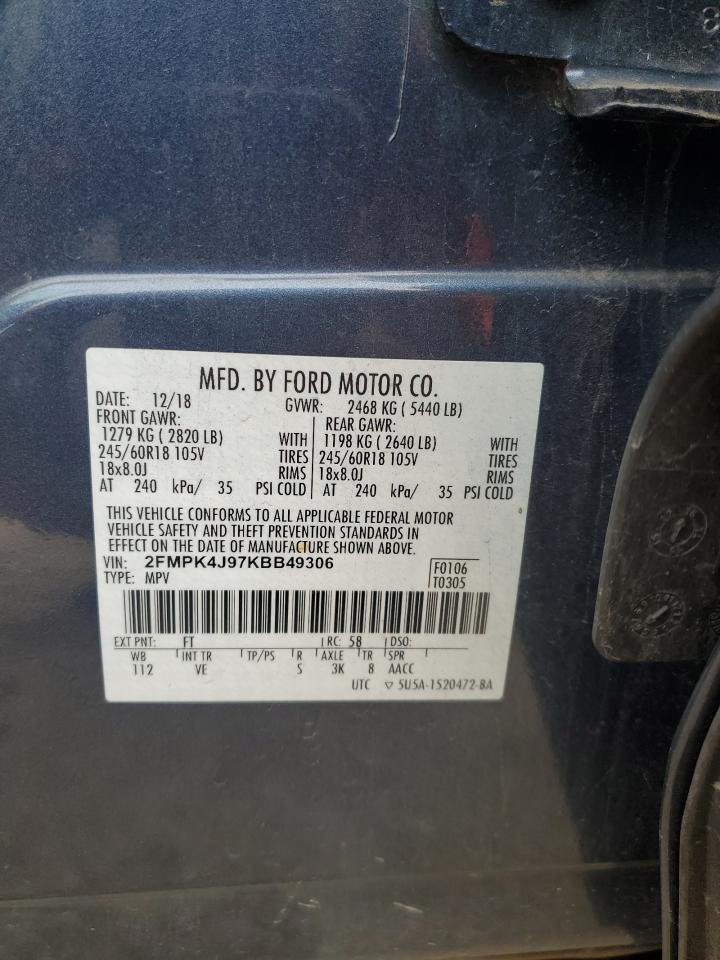 MFD. BY FORD MOTOR CO.
DATE: 12/18 GVWR: 2468 KG ( 5440 LB)
FRONT GAWR: REAR GAWR:
1279 KG ( 2820 LB) WITH 1198 KG ( 2640 LB) WITH
245/60R18 105V TIRES 245/60R18 105V TIRES
18x8.0J RIMS 18x8.0J RIMS
AT 240 kPa/ 35 PSI COLD AT 240 kPa/ 35 PSI COLD
THIS VEHICLE CONFORMS TO ALL APPLICABLE FEDERAL MOTOR
VEHICLE SAFETY AND THEFT PREVENTION STANDARDS IN
EFFECT ON THE DATE OF MANUFACTURE SHOWN ABOVE.
VIN: 2FMPK4J97KBB49306 F0106
TYPE: MPV T0305
EXT PNT: FT RC: 58 DSO:
WB INT TR TP/PS R AXLE TR SPR
112 VE S 3K 8 AACC
UTC ▽ 5U5A-1520472-BA